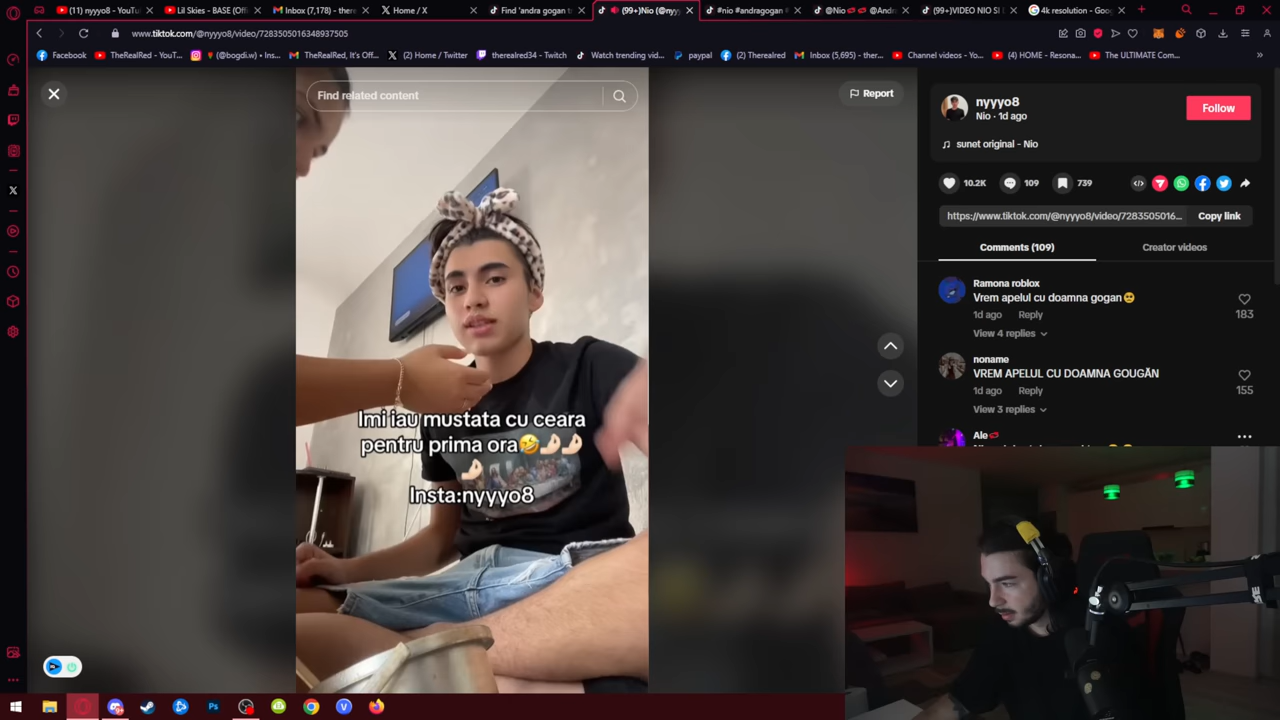 (11) nyyyo8 - YouTu
Lil Skies - BASE (Offi
Inbox (7,178) - there
Home / X
Find 'andra gogan to
(99+)Nio (@nyy
#nio #andragogan #
@Nio
@Andr
(99+)VIDEO NIO SI D
4k resolution - Goo
www.tiktok.com/@nyyyo8/video/7283505016348937505
Facebook
TheRealRed - YouT...
(@bogdi.w) • Ins...
TheRealRed, It's Off...
Home / Twitter
therealred34 - Twitch
Watch trending vid...
paypal
(2) Therealred
Inbox (5,695) - ther...
Channel videos - Yo...
(4) HOME - Resona...
The ULTIMATE Com...
Find related content
Report
Imi iau mustata cu ceara
pentru prima ora🤣🤌🏻🤌🏻
🤌🏻
Insta:nyyyo8
nyyyo8
Nio · 1d ago
Follow
sunet original - Nio
10.2K
109
739
https://www.tiktok.com/@nyyyo8/video/7283505016...
Copy link
Comments (109)
Creator videos
Ramona roblox
Vrem apelul cu doamna gogan🥺
1d ago Reply
183
View 4 replies
noname
VREM APELUL CU DOAMNA GOUGĂN
1d ago Reply
155
View 3 replies
Ale